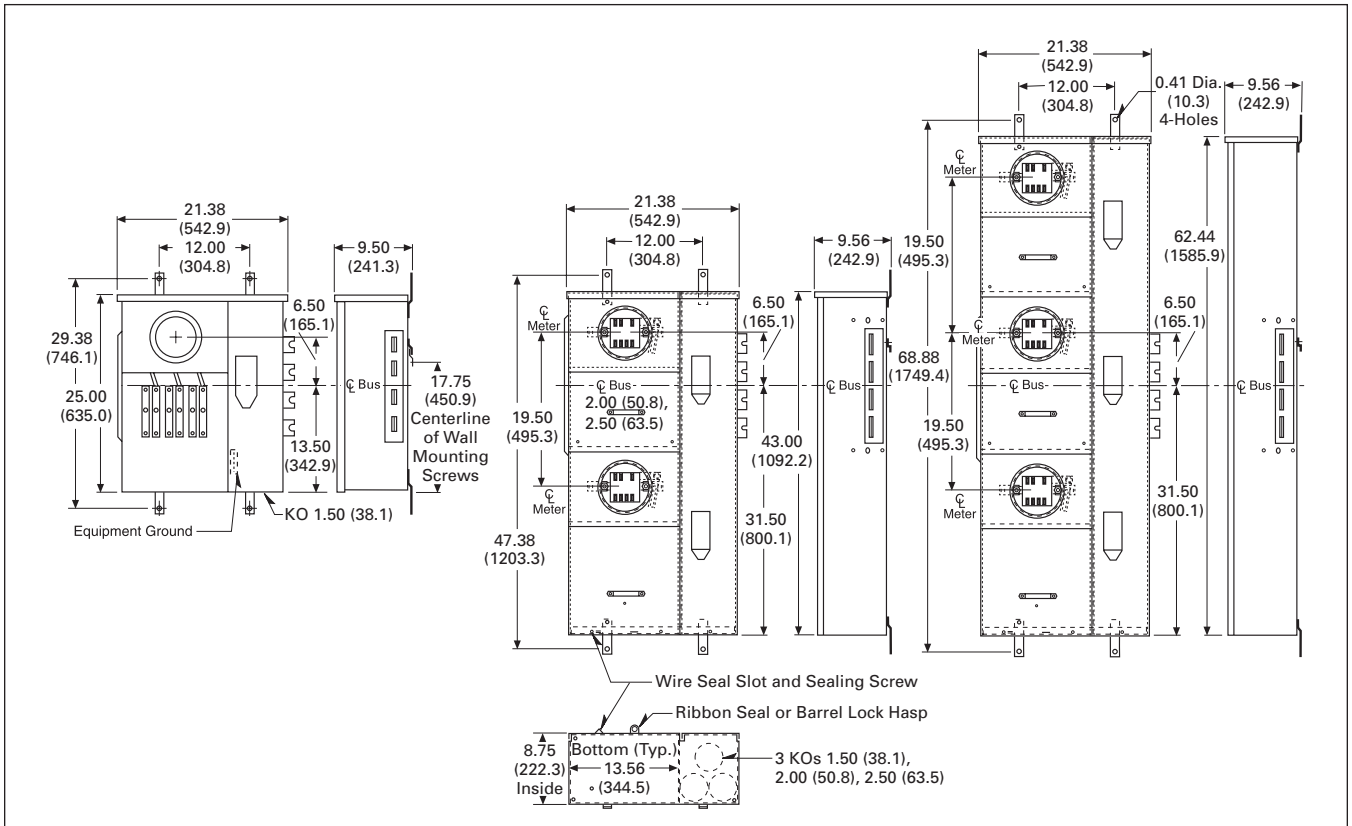 21.38
(542.9)
12.00
(304.8)
9.50
(241.3)
6.50
(165.1)
29.38
(746.1)
25.00
(635.0)
℄ Bus
17.75
(450.9)
Centerline
of Wall
Mounting
Screws
13.50
(342.9)
KO 1.50 (38.1)
Equipment Ground
21.38
(542.9)
12.00
(304.8)
9.56
(242.9)
℄
Meter
6.50
(165.1)
℄ Bus
2.00 (50.8),
2.50 (63.5)
℄ Bus
19.50
(495.3)
43.00
(1092.2)
℄
Meter
31.50
(800.1)
47.38
(1203.3)
21.38
(542.9)
12.00
(304.8)
0.41 Dia.
(10.3)
4-Holes
9.56
(242.9)
℄
Meter
19.50
(495.3)
62.44
(1585.9)
℄
Meter
6.50
(165.1)
68.88
(1749.4)
℄ Bus
19.50
(495.3)
℄
Meter
31.50
(800.1)
Wire Seal Slot and Sealing Screw
Ribbon Seal or Barrel Lock Hasp
8.75
(222.3)
Inside
Bottom (Typ.)
13.56
(344.5)
3 KOs 1.50 (38.1),
2.00 (50.8), 2.50 (63.5)